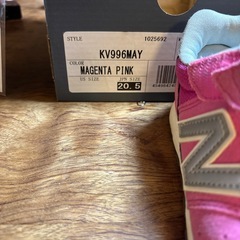 STYLE 1025692
KV996MAY
COLOR
MAGENTA PINK
US SIZE JPN SIZE
20.5
N